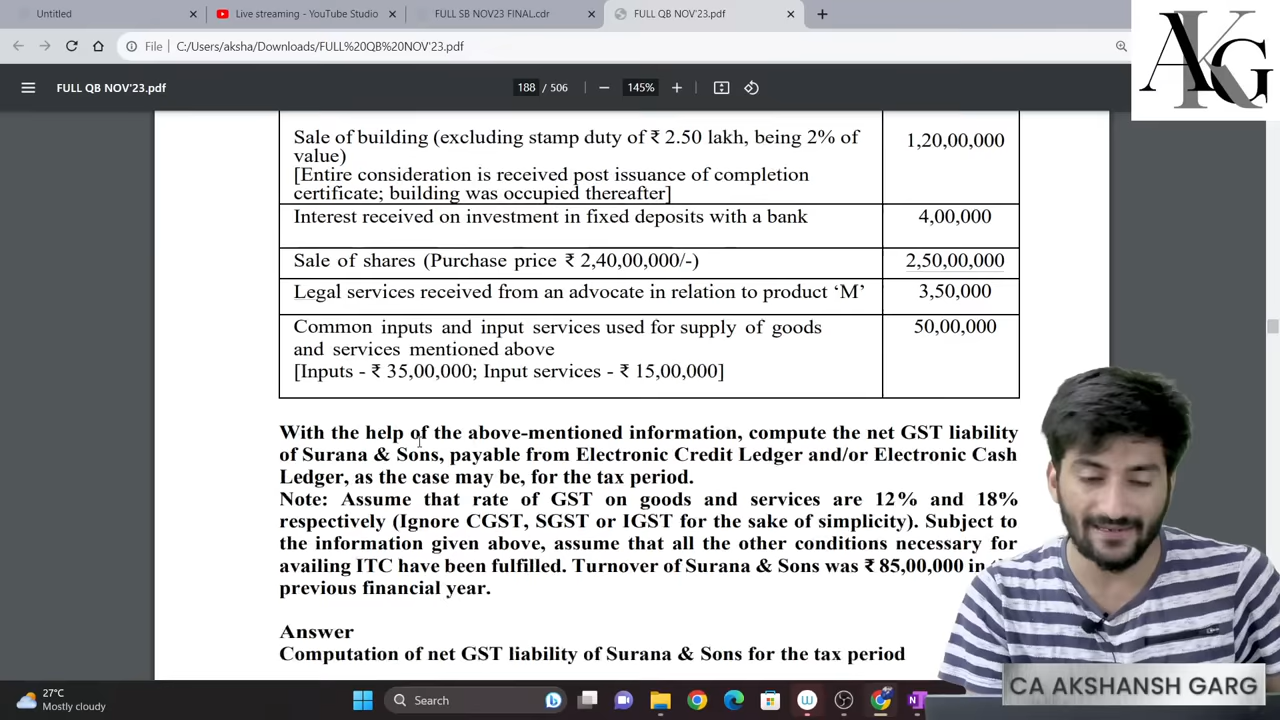 Untitled
Live streaming - YouTube Studio
FULL SB NOV23 FINAL.cdr
FULL QB NOV'23.pdf
File
C:/Users/aksha/Downloads/FULL%20QB%20NOV'23.pdf
AKG
FULL QB NOV'23.pdf
188 / 506
145%
Sale of building (excluding stamp duty of ₹ 2.50 lakh, being 2% of
value)
[Entire consideration is received post issuance of completion
certificate; building was occupied thereafter]
1,20,00,000
Interest received on investment in fixed deposits with a bank
4,00,000
Sale of shares (Purchase price ₹ 2,40,00,000/-)
2,50,00,000
Legal services received from an advocate in relation to product ‘M’
3,50,000
Common inputs and input services used for supply of goods
and services mentioned above
[Inputs - ₹ 35,00,000; Input services - ₹ 15,00,000]
50,00,000
With the help of the above-mentioned information, compute the net GST liability
of Surana & Sons, payable from Electronic Credit Ledger and/or Electronic Cash
Ledger, as the case may be, for the tax period.
Note: Assume that rate of GST on goods and services are 12% and 18%
respectively (Ignore CGST, SGST or IGST for the sake of simplicity). Subject to
the information given above, assume that all the other conditions necessary for
availing ITC have been fulfilled. Turnover of Surana & Sons was ₹ 85,00,000 in
previous financial year.
Answer
Computation of net GST liability of Surana & Sons for the tax period
CA AKSHANSH GARG
27°C
Mostly cloudy
Search